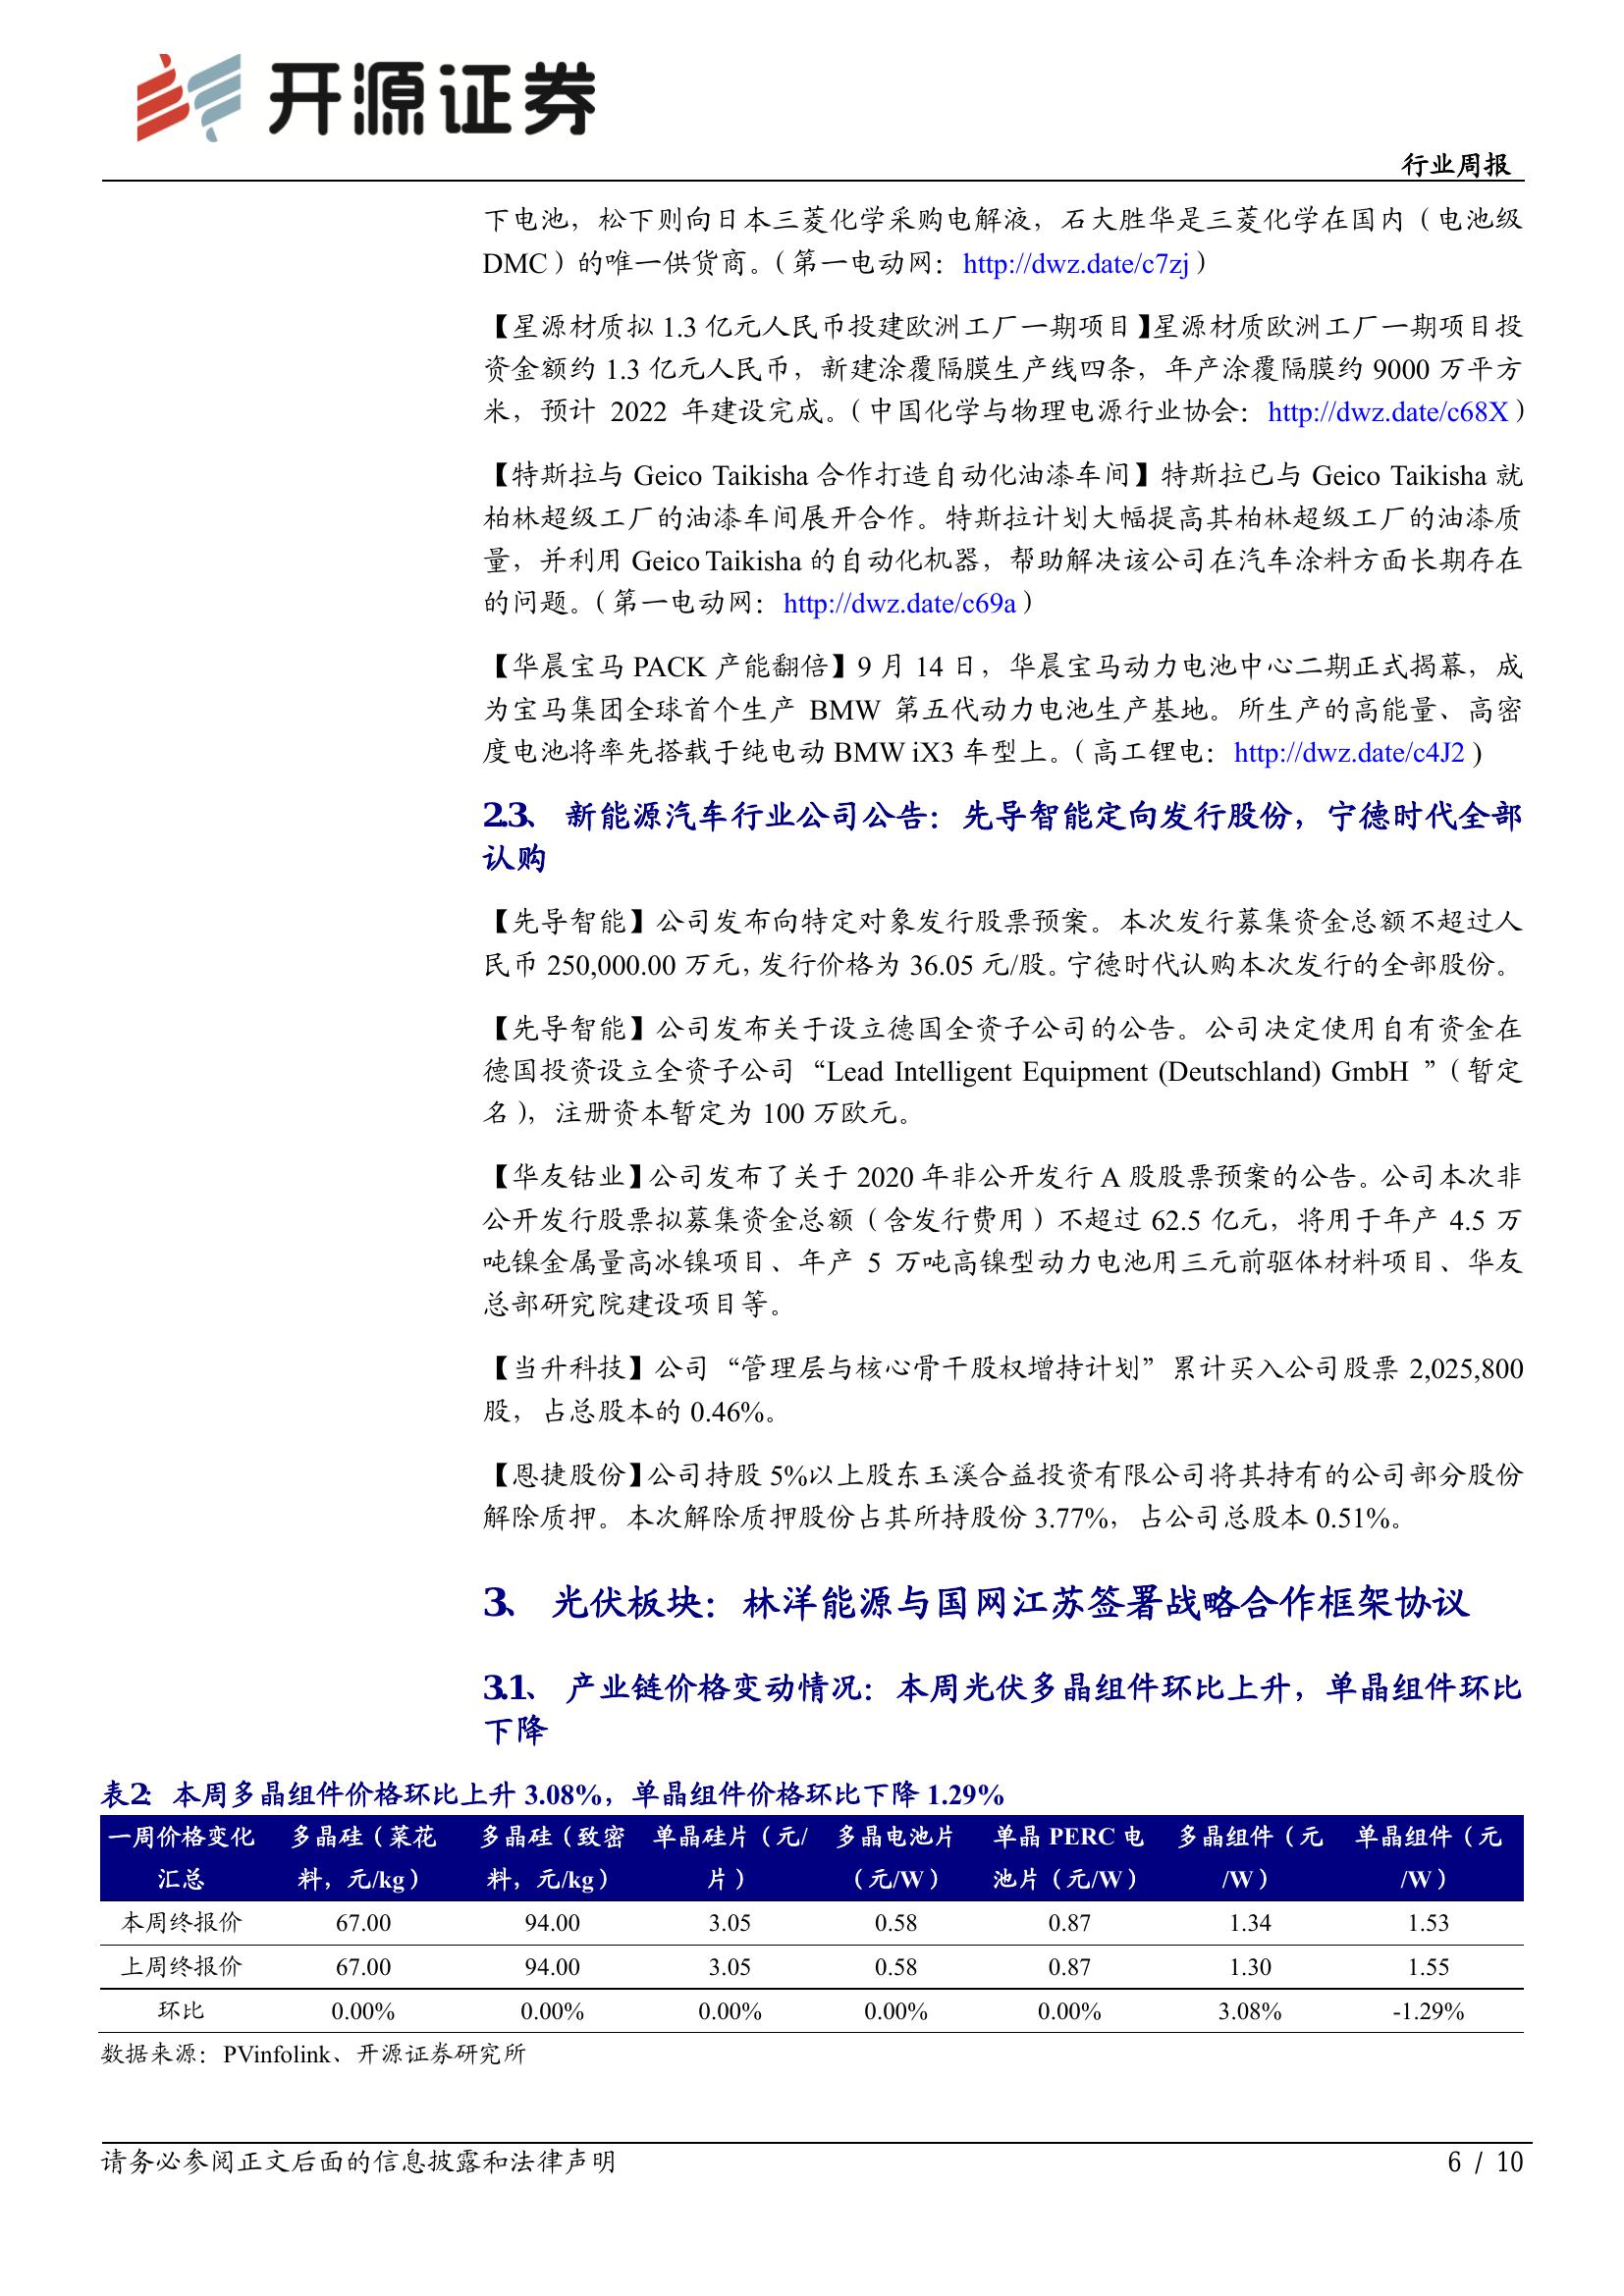 开源证券
行业周报
下电池，松下则向日本三菱化学采购电解液，石大胜华是三菱化学在国内（电池级
DMC）的唯一供货商。（第一电动网：http://dwz.date/c7zj）
【星源材质拟 1.3 亿元人民币投建欧洲工厂一期项目】星源材质欧洲工厂一期项目投
资金额约 1.3 亿元人民币，新建涂覆隔膜生产线四条，年产涂覆隔膜约 9000 万平方
米，预计 2022 年建设完成。（中国化学与物理电源行业协会：http://dwz.date/c68X）
【特斯拉与 Geico Taikisha 合作打造自动化油漆车间】特斯拉已与 Geico Taikisha 就
柏林超级工厂的油漆车间展开合作。特斯拉计划大幅提高其柏林超级工厂的油漆质
量，并利用 Geico Taikisha 的自动化机器，帮助解决该公司在汽车涂料方面长期存在
的问题。（第一电动网：http://dwz.date/c69a）
【华晨宝马 PACK 产能翻倍】9 月 14 日，华晨宝马动力电池中心二期正式揭幕，成
为宝马集团全球首个生产 BMW 第五代动力电池生产基地。所生产的高能量、高密
度电池将率先搭载于纯电动 BMW iX3 车型上。（高工锂电：http://dwz.date/c4J2 )
2.3、 新能源汽车行业公司公告：先导智能定向发行股份，宁德时代全部
认购
【先导智能】公司发布向特定对象发行股票预案。本次发行募集资金总额不超过人
民币 250,000.00 万元，发行价格为 36.05 元/股。宁德时代认购本次发行的全部股份。
【先导智能】公司发布关于设立德国全资子公司的公告。公司决定使用自有资金在
德国投资设立全资子公司“Lead Intelligent Equipment (Deutschland) GmbH ”（暂定
名），注册资本暂定为 100 万欧元。
【华友钴业】公司发布了关于 2020 年非公开发行 A 股股票预案的公告。公司本次非
公开发行股票拟募集资金总额（含发行费用）不超过 62.5 亿元，将用于年产 4.5 万
吨镍金属量高冰镍项目、年产 5 万吨高镍型动力电池用三元前驱体材料项目、华友
总部研究院建设项目等。
【当升科技】公司“管理层与核心骨干股权增持计划”累计买入公司股票 2,025,800
股，占总股本的 0.46%。
【恩捷股份】公司持股 5%以上股东玉溪合益投资有限公司将其持有的公司部分股份
解除质押。本次解除质押股份占其所持股份 3.77%，占公司总股本 0.51%。
3、 光伏板块：林洋能源与国网江苏签署战略合作框架协议
3.1、 产业链价格变动情况：本周光伏多晶组件环比上升，单晶组件环比
下降
表2：本周多晶组件价格环比上升 3.08%，单晶组件价格环比下降 1.29%
一周价格变化 多晶硅（菜花 多晶硅（致密 单晶硅片（元/ 多晶电池片 单晶 PERC 电 多晶组件（元 单晶组件（元
汇总 料，元/kg） 料，元/kg） 片） （元/W） 池片（元/W） /W） /W）
本周终报价 67.00 94.00 3.05 0.58 0.87 1.34 1.53
上周终报价 67.00 94.00 3.05 0.58 0.87 1.30 1.55
环比 0.00% 0.00% 0.00% 0.00% 0.00% 3.08% -1.29%
数据来源：PVinfolink、开源证券研究所
请务必参阅正文后面的信息披露和法律声明 6 / 10